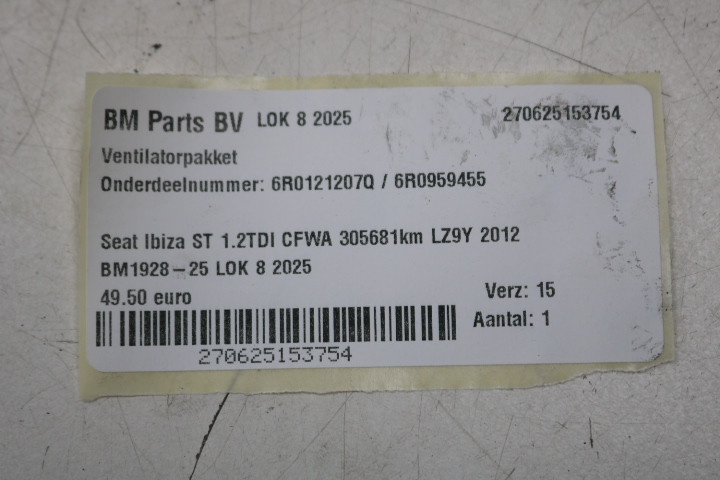 BM Parts BV LOK 8 2025 270625153754
Ventilatorpakket
Onderdeelnummer: 6R0121207Q / 6R0959455
Seat Ibiza ST 1.2TDI CFWA 305681km LZ9Y 2012
BM1928-25 LOK 8 2025
49.50 euro Verz: 15
Aantal: 1
270625153754